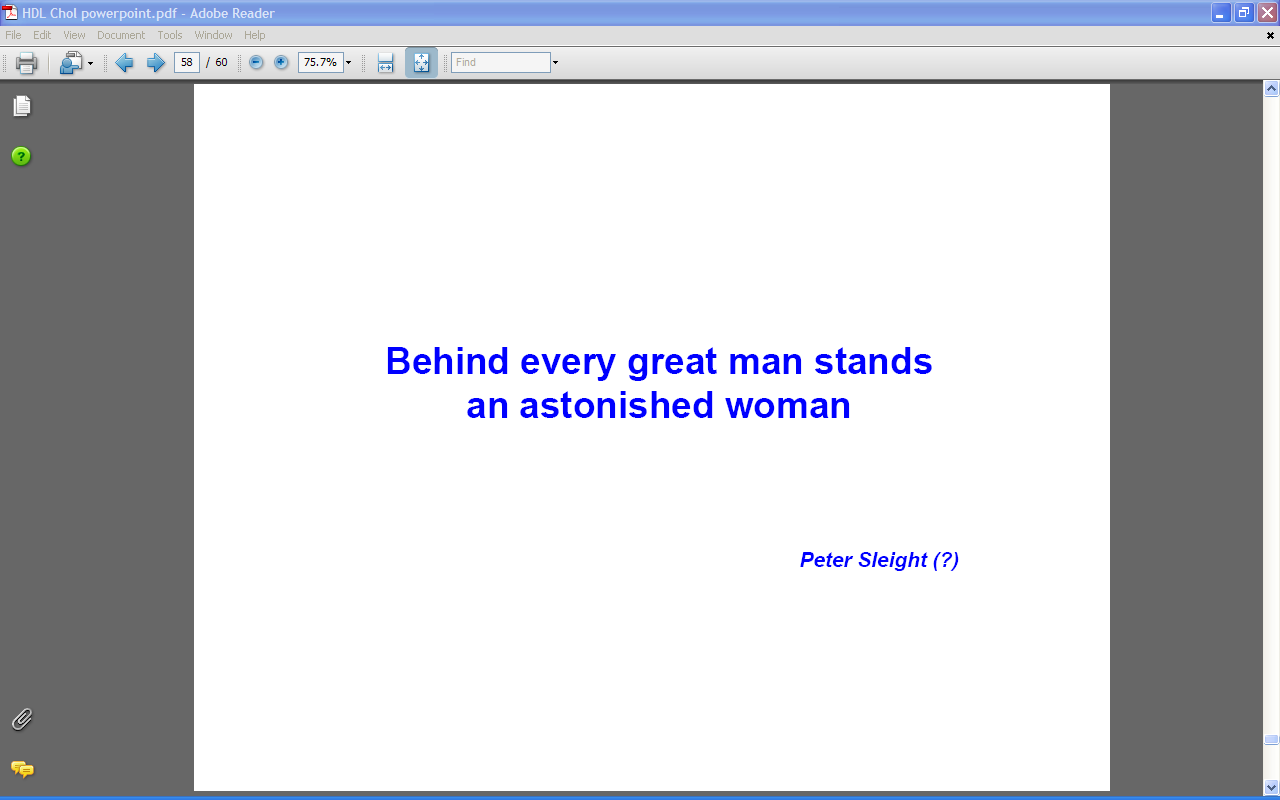 HDL Chol powerpoint.pdf - Adobe Reader
File Edit View Document Tools Window Help
58 / 60 75.7% Find
Behind every great man stands
an astonished woman
Peter Sleight (?)